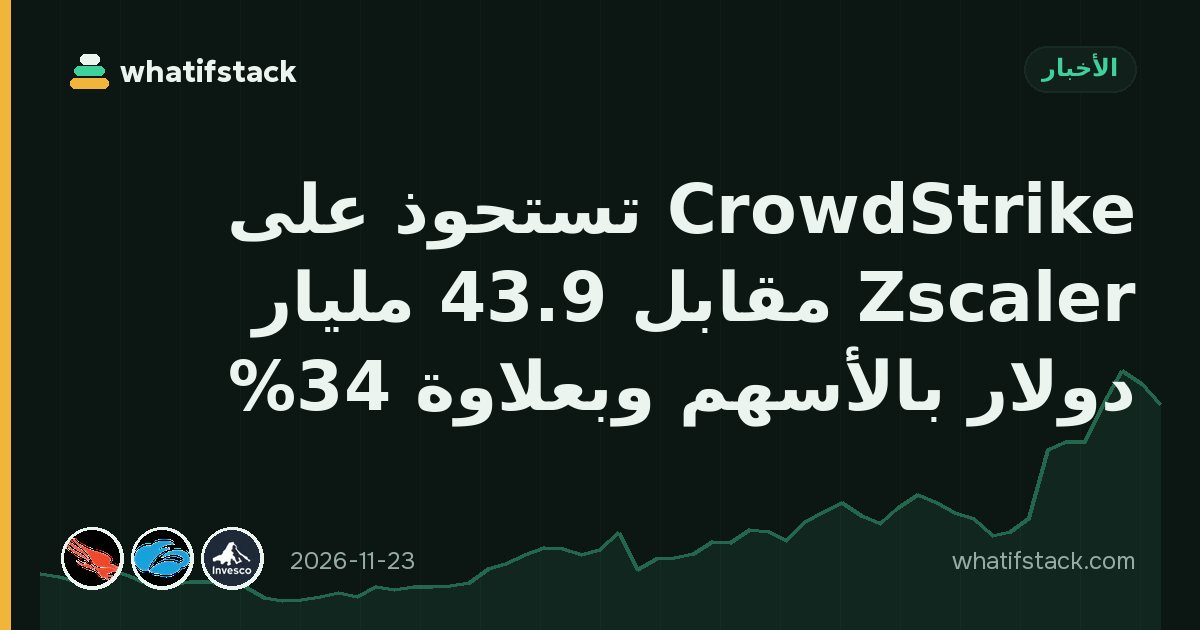 whatifstack
الأخبار
CrowdStrike تستحوذ على
Zscaler مقابل 43.9 مليار
دولار بالأسهم وبعلاوة 34%
Invesco
2026-11-23
whatifstack.com